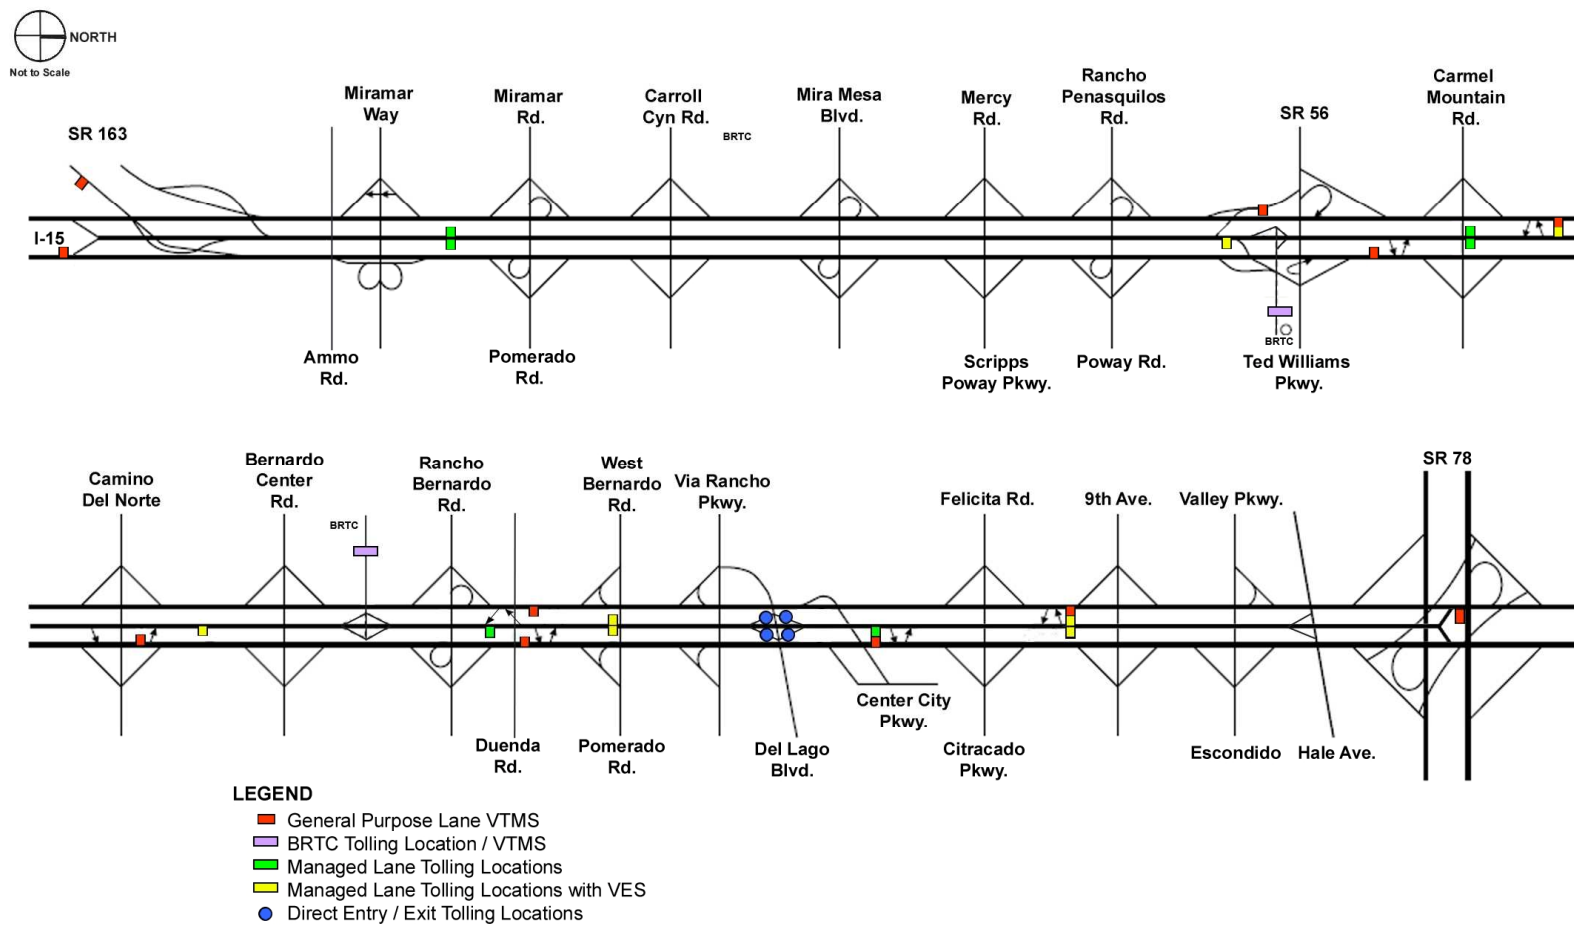 NORTH
Not to Scale
SR 163
Miramar
Way
Miramar
Rd.
Carroll
Cyn Rd.
BRTC
Mira Mesa
Blvd.
Mercy
Rd.
Rancho
Penasquilos
Rd.
SR 56
Carmel
Mountain
Rd.
I-15
Ammo
Rd.
Pomerado
Rd.
Scripps
Poway Pkwy.
Poway Rd.
BRTC
Ted Williams
Pkwy.
Camino
Del Norte
Bernardo
Center
Rd.
BRTC
Rancho
Bernardo
Rd.
West
Bernardo
Rd.
Via Rancho
Pkwy.
Felicita Rd.
9th Ave.
Valley Pkwy.
SR 78
Duenda
Rd.
Pomerado
Rd.
Del Lago
Blvd.
Center City
Pkwy.
Citracado
Pkwy.
Escondido
Hale Ave.
LEGEND
General Purpose Lane VTMS
BRTC Tolling Location / VTMS
Managed Lane Tolling Locations
Managed Lane Tolling Locations with VES
Direct Entry / Exit Tolling Locations